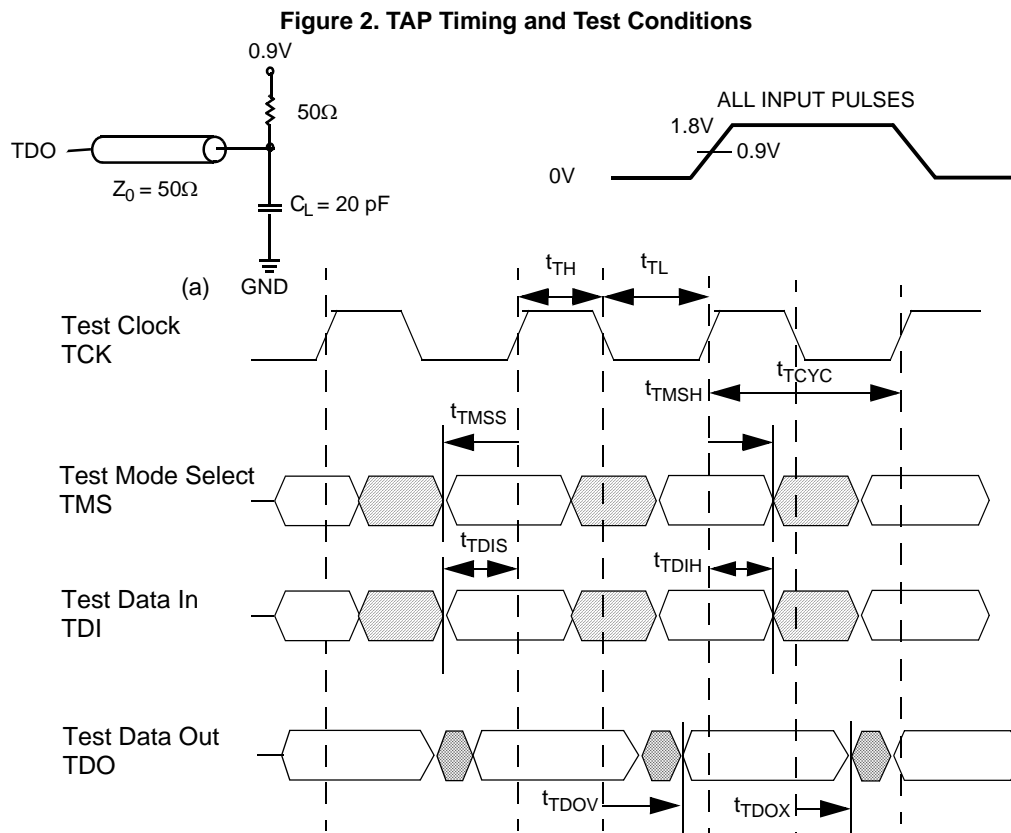 Figure 2. TAP Timing and Test Conditions
0.9V
50Ω
TDO
Z0 = 50Ω
CL = 20 pF
(a)
GND
ALL INPUT PULSES
1.8V
0.9V
0V
tTH
tTL
Test Clock
TCK
tTCYC
tTMSH
tTMSS
Test Mode Select
TMS
tTDIS
tTDIH
Test Data In
TDI
Test Data Out
TDO
tTDOV
tTDOX